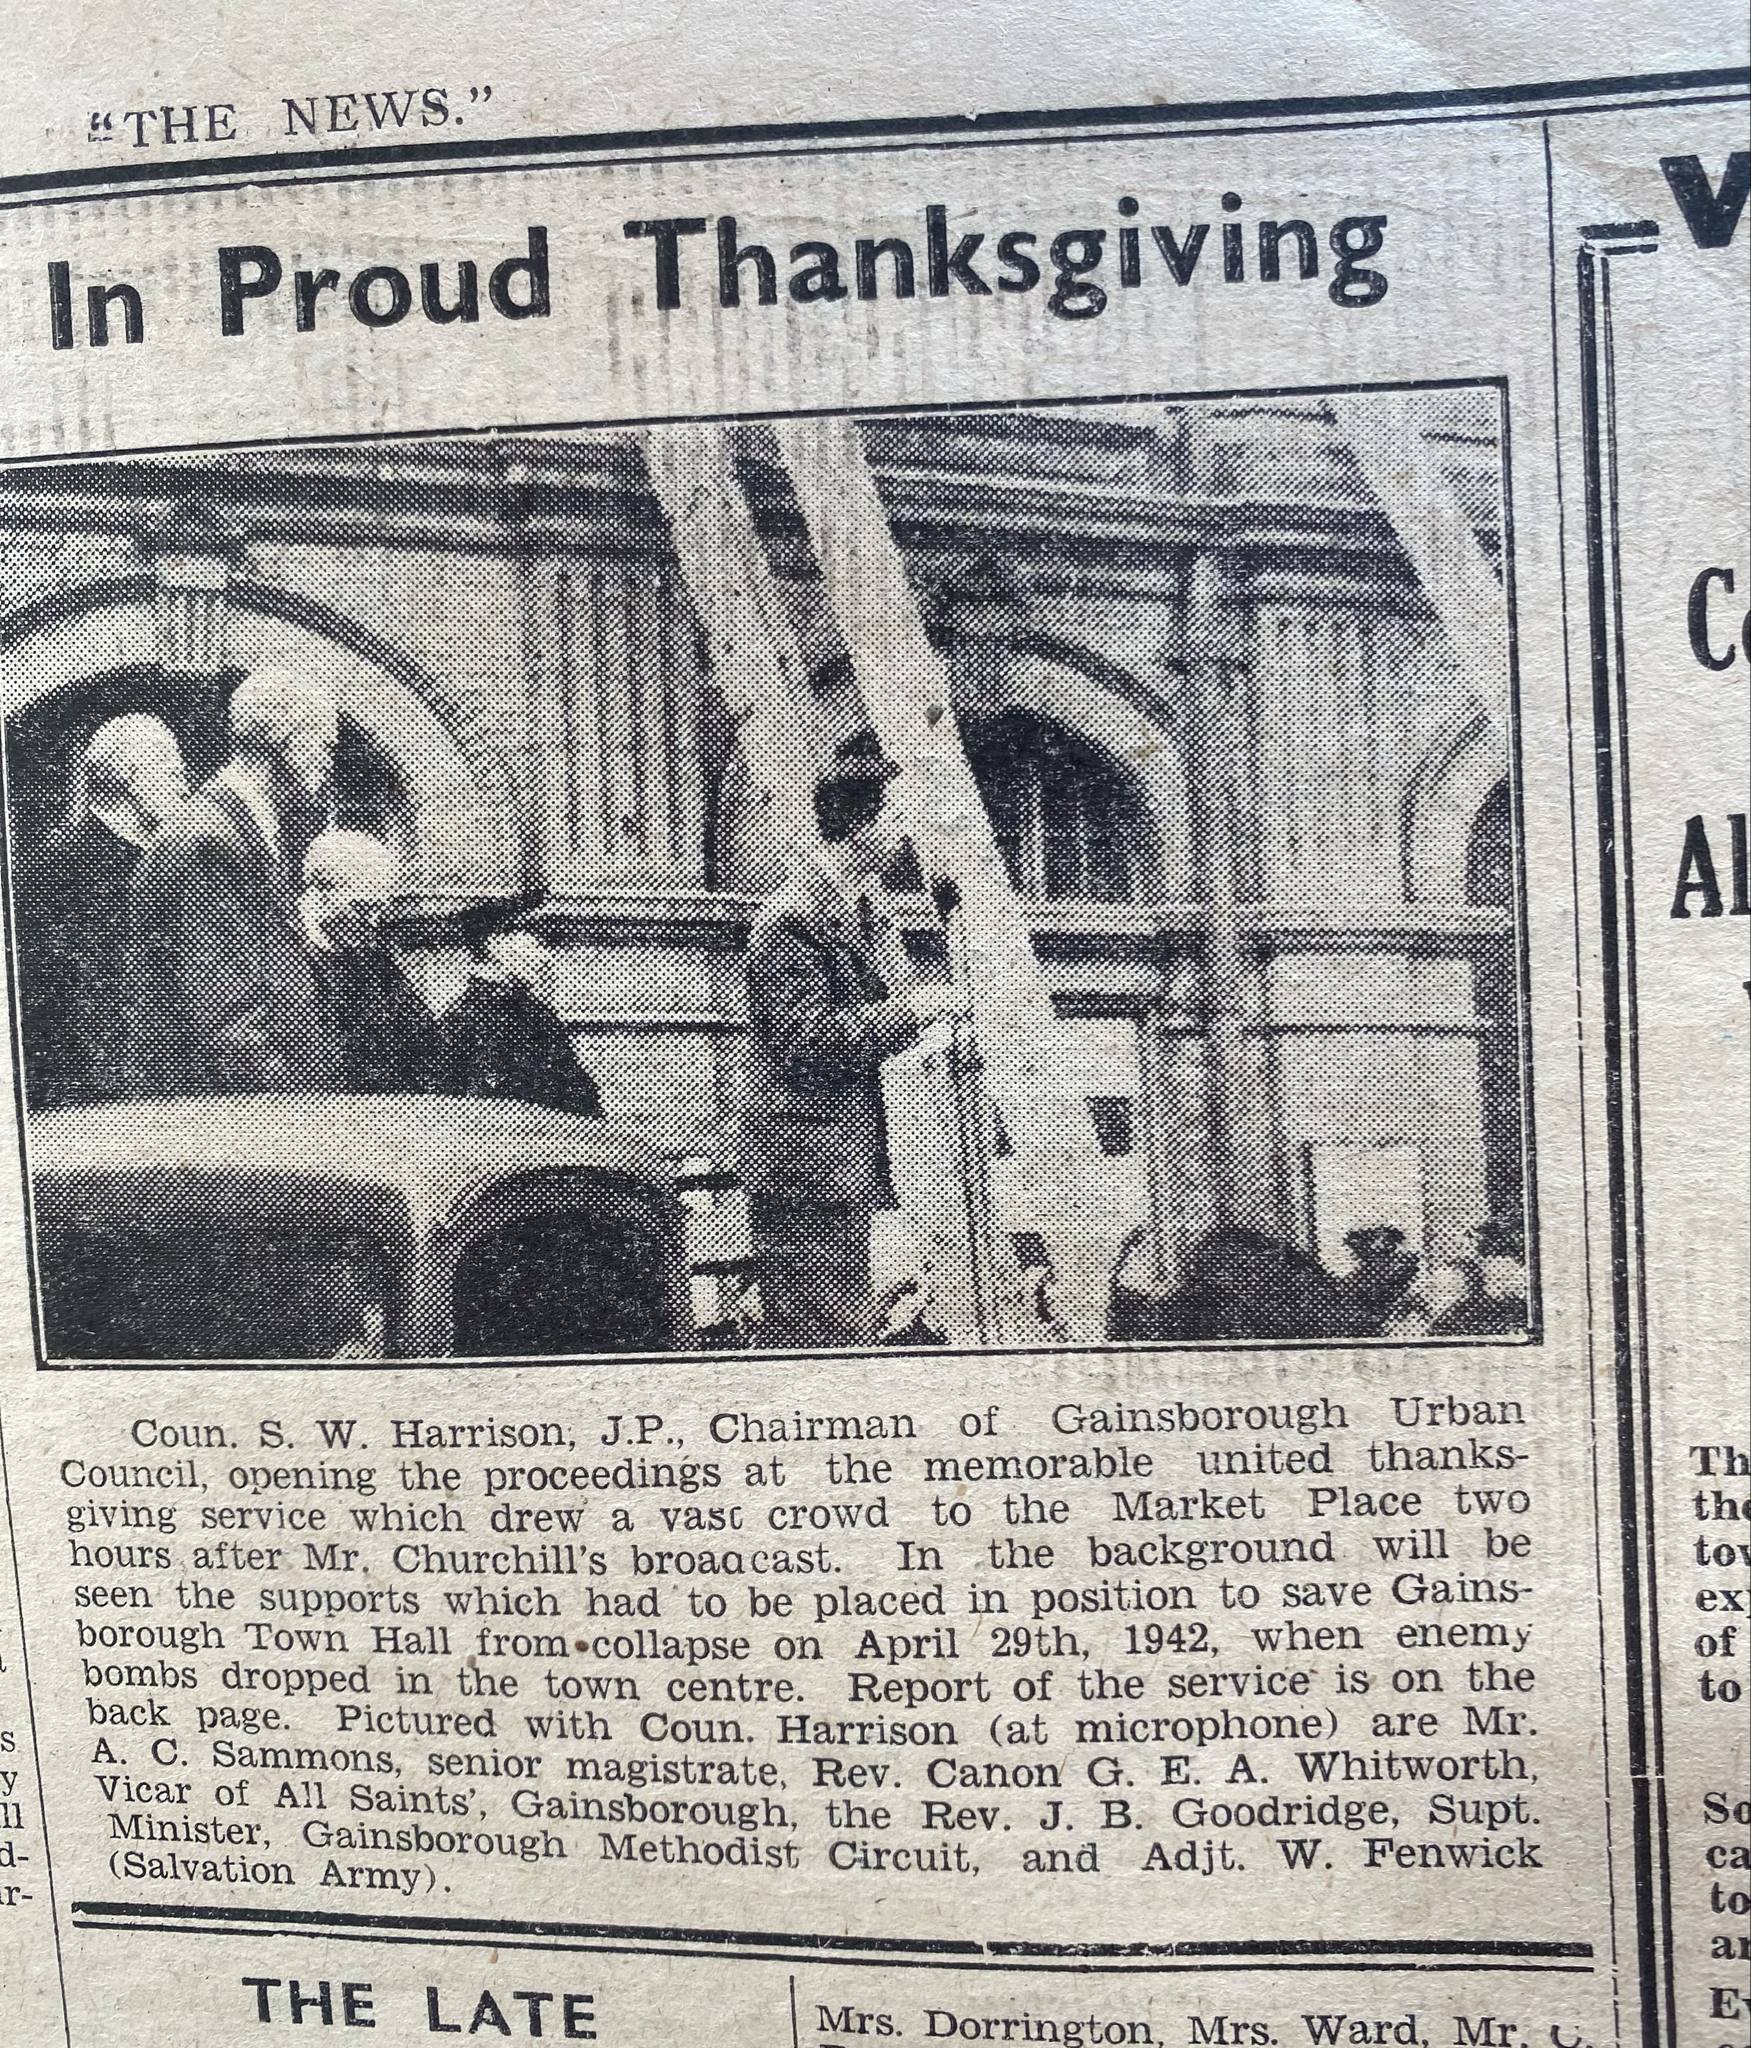 “THE NEWS.”
In Proud Thanksgiving
Coun. S. W. Harrison, J.P., Chairman of Gainsborough Urban
Council, opening the proceedings at the memorable united thanks-
giving service which drew a vast crowd to the Market Place two
hours after Mr. Churchill's broadcast. In the background will be
seen the supports which had to be placed in position to save Gains-
borough Town Hall from collapse on April 29th, 1942, when enemy
bombs dropped in the town centre. Report of the service is on the
back page. Pictured with Coun. Harrison (at microphone) are Mr.
A. C. Sammons, senior magistrate, Rev. Canon G. E. A. Whitworth,
Vicar of All Saints', Gainsborough, the Rev. J. B. Goodridge, Supt.
Minister, Gainsborough Methodist Circuit, and Adjt. W. Fenwick
(Salvation Army).
THE LATE
Mrs. Dorrington, Mrs. Ward, Mr.
of
to